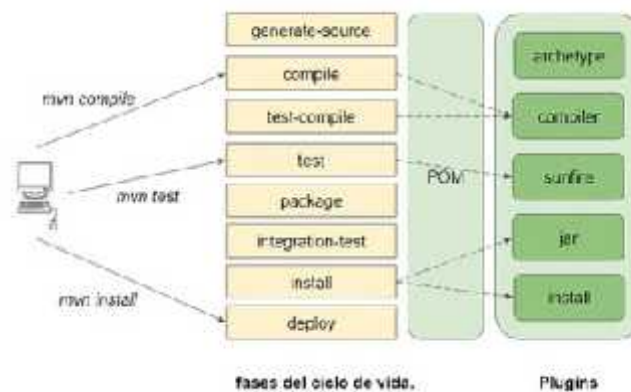 generate-source
compile
test-compile
test
package
integration-test
install
deploy
mvn compile
mvn test
mvn install
POM
archetype
compiler
sunfire
jar
install
fases del ciclo de vida.
Plugins